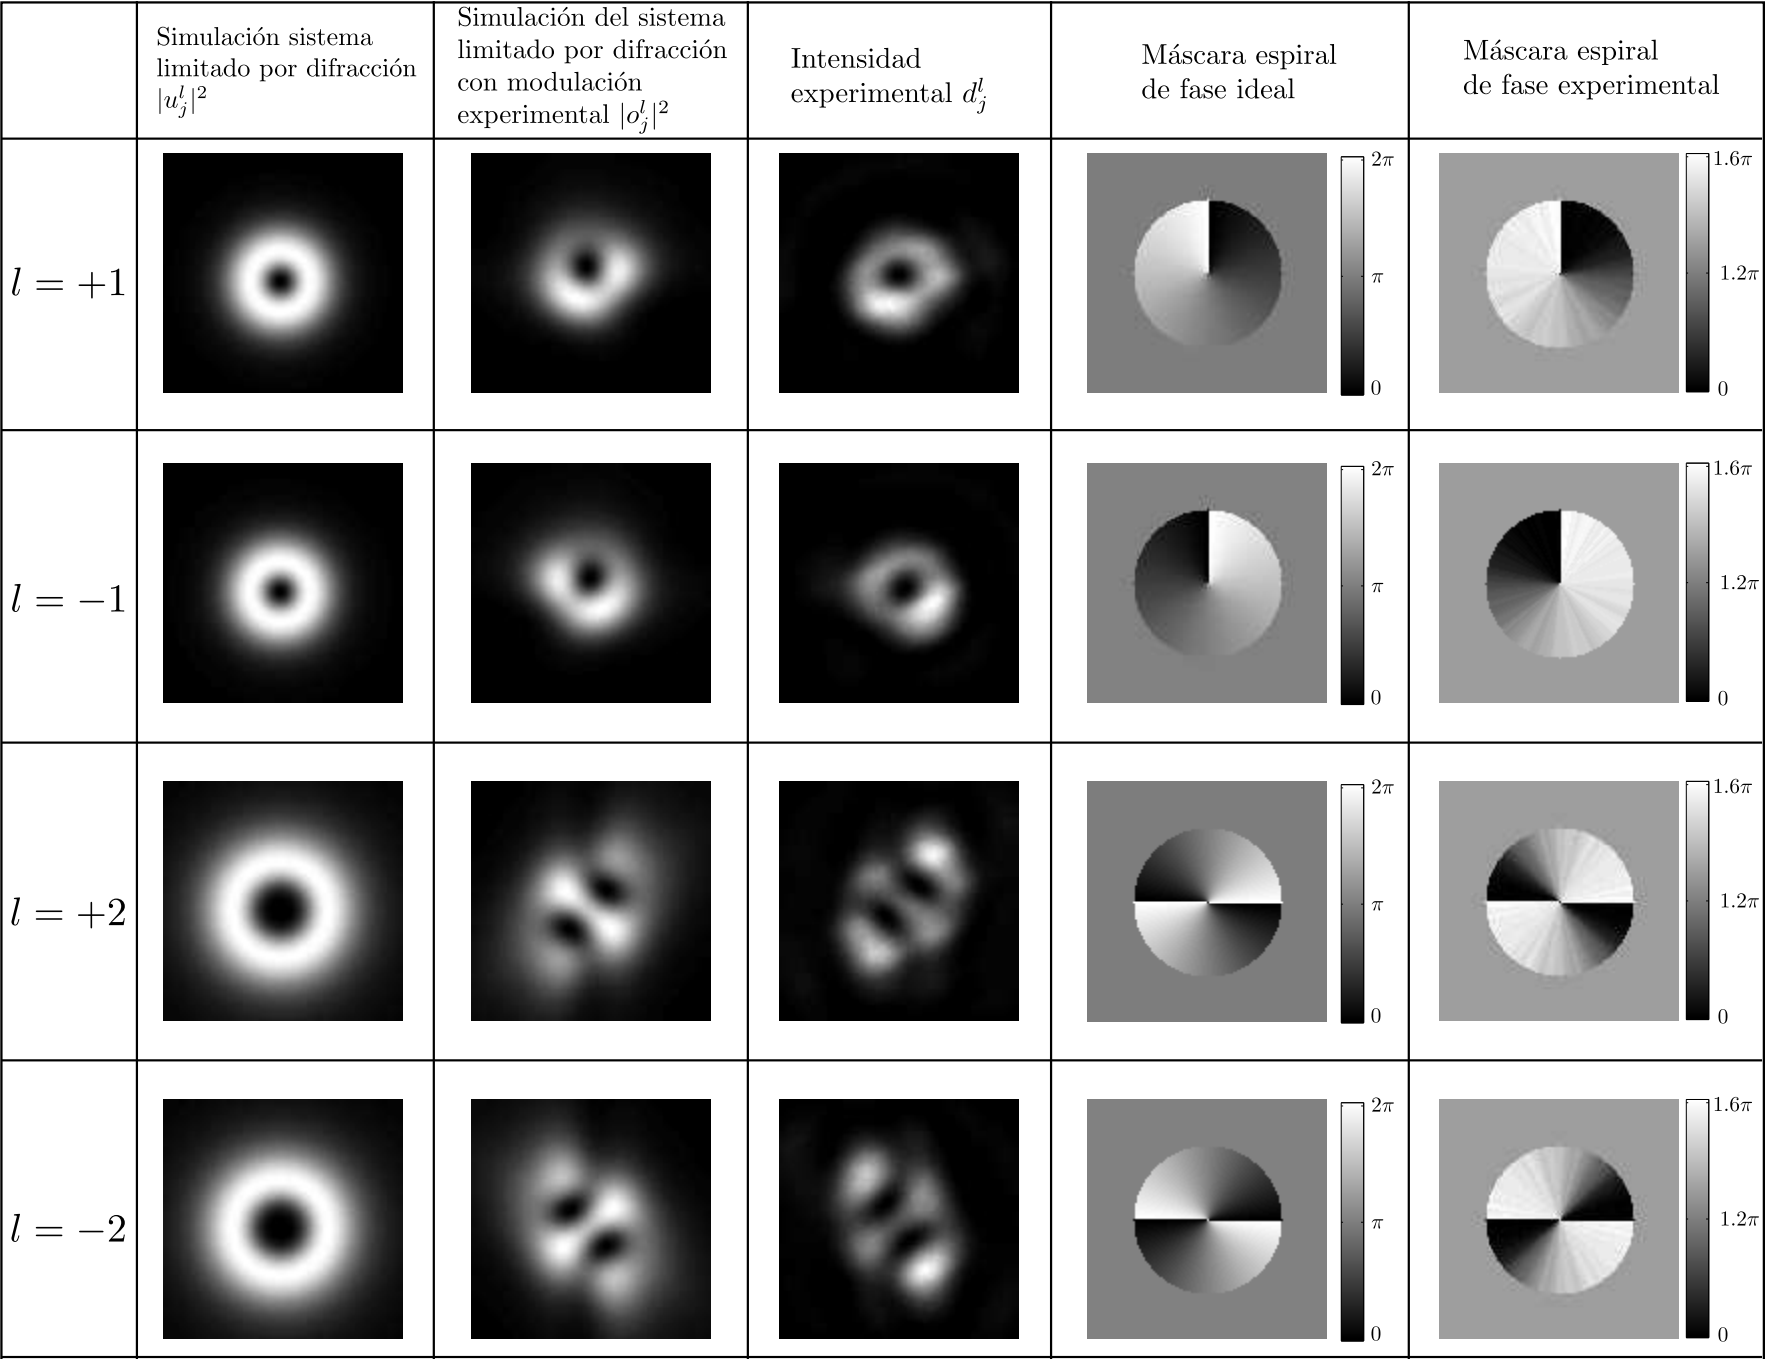 Simulación sistema
limitado por difracción
|u_j^l|²
Simulación del sistema
limitado por difracción
con modulación
experimental |o_j^l|²
Intensidad
experimental d_j^l
Máscara espiral
de fase ideal
Máscara espiral
de fase experimental
l = +1
2π
π
0
1.6π
1.2π
0
l = −1
2π
π
0
1.6π
1.2π
0
l = +2
2π
π
0
1.6π
1.2π
0
l = −2
2π
π
0
1.6π
1.2π
0